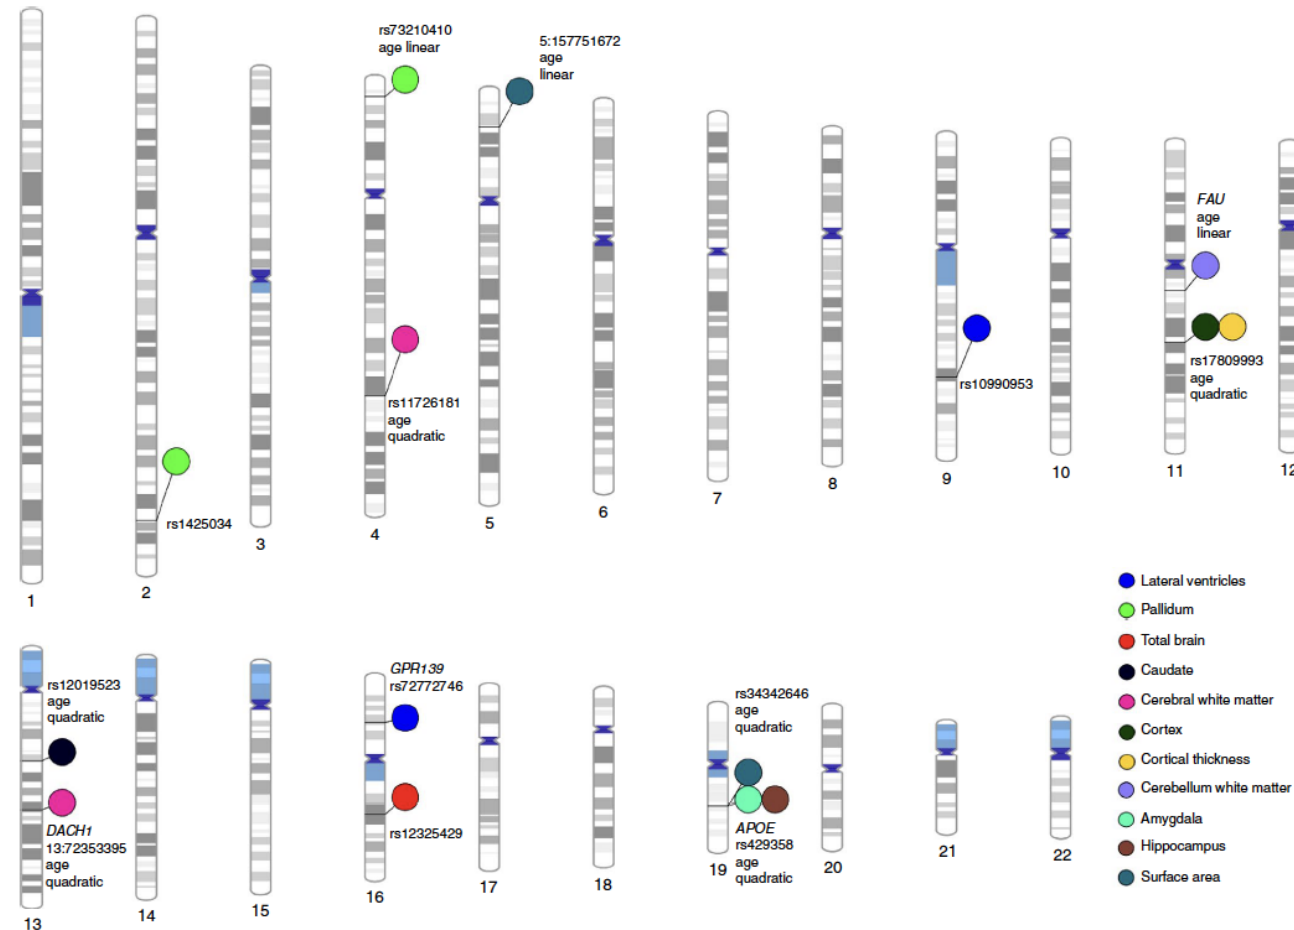 rs73210410
age linear
5:157751672
age
linear
FAU
age
linear
rs17809993
age
quadratic
rs11726181
age
quadratic
rs10990953
rs1425034
1
2
3
4
5
6
7
8
9
10
11
12
Lateral ventricles
Pallidum
Total brain
Caudate
Cerebral white matter
Cortex
Cortical thickness
Cerebellum white matter
Amygdala
Hippocampus
Surface area
rs12019523
age
quadratic
DACH1
13:72353395
age
quadratic
GPR139
rs72772746
rs12325429
rs34342646
age
quadratic
APOE
rs429358
age
quadratic
13
14
15
16
17
18
19
20
21
22